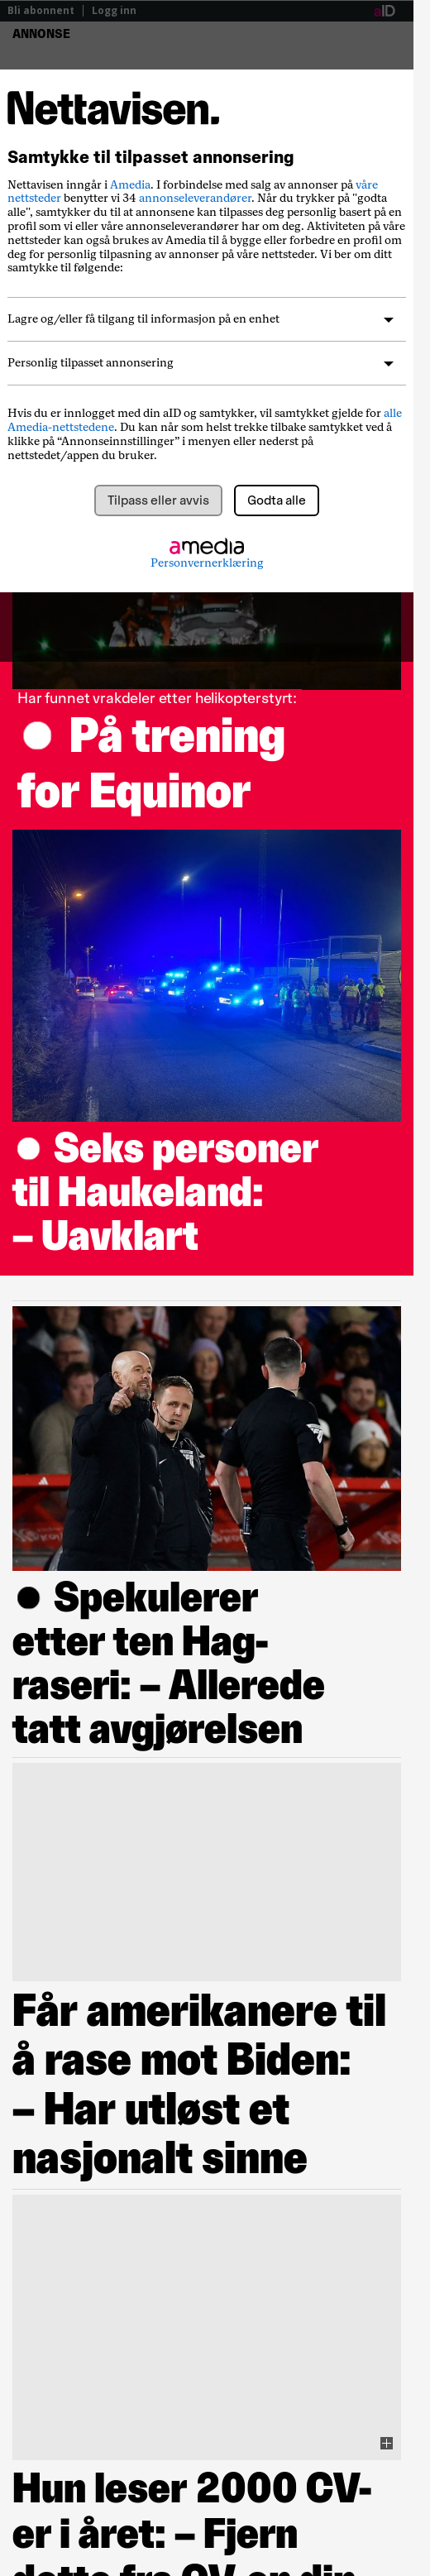 Bli abonnent | Logg inn
aID
ANNONSE
Nettavisen.
Samtykke til tilpasset annonsering
Nettavisen inngår i Amedia. I forbindelse med salg av annonser på våre
nettsteder benytter vi 34 annonseleverandører. Når du trykker på "godta
alle", samtykker du til at annonsene kan tilpasses deg personlig basert på en
profil som vi eller våre annonseleverandører har om deg. Aktiviteten på våre
nettsteder kan også brukes av Amedia til å bygge eller forbedre en profil om
deg for personlig tilpasning av annonser på våre nettsteder. Vi ber om ditt
samtykke til følgende:
Lagre og/eller få tilgang til informasjon på en enhet
Personlig tilpasset annonsering
Hvis du er innlogget med din aID og samtykker, vil samtykket gjelde for alle
Amedia-nettstedene. Du kan når som helst trekke tilbake samtykket ved å
klikke på “Annonseinnstillinger” i menyen eller nederst på
nettstedet/appen du bruker.
Tilpass eller avvis
Godta alle
amedia
Personvernerklæring
Har funnet vrakdeler etter helikopterstyrt:
På trening
for Equinor
Seks personer
til Haukeland:
– Uavklart
Spekulerer
etter ten Hag-
raseri: – Allerede
tatt avgjørelsen
Får amerikanere til
å rase mot Biden:
– Har utløst et
nasjonalt sinne
Hun leser 2000 CV-
er i året: – Fjern
dette fra CV-en din